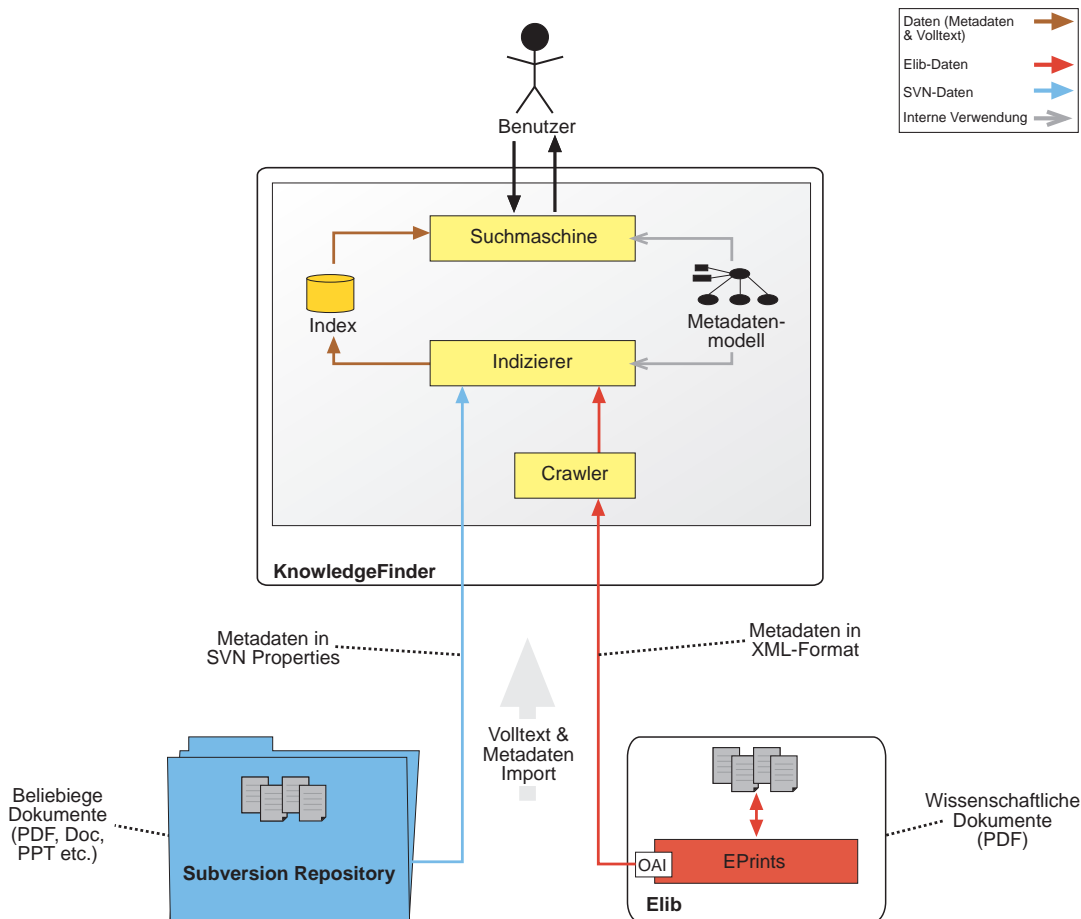 Daten (Metadaten
& Volltext)
Elib-Daten
SVN-Daten
Interne Verwendung
Benutzer
Suchmaschine
Index
Metadaten-
modell
Indizierer
Crawler
KnowledgeFinder
Metadaten in
SVN Properties
Metadaten in
XML-Format
Volltext &
Metadaten
Import
Beliebiege
Dokumente
(PDF, Doc,
PPT etc.)
Subversion Repository
OAI
EPrints
Elib
Wissenschaftliche
Dokumente
(PDF)